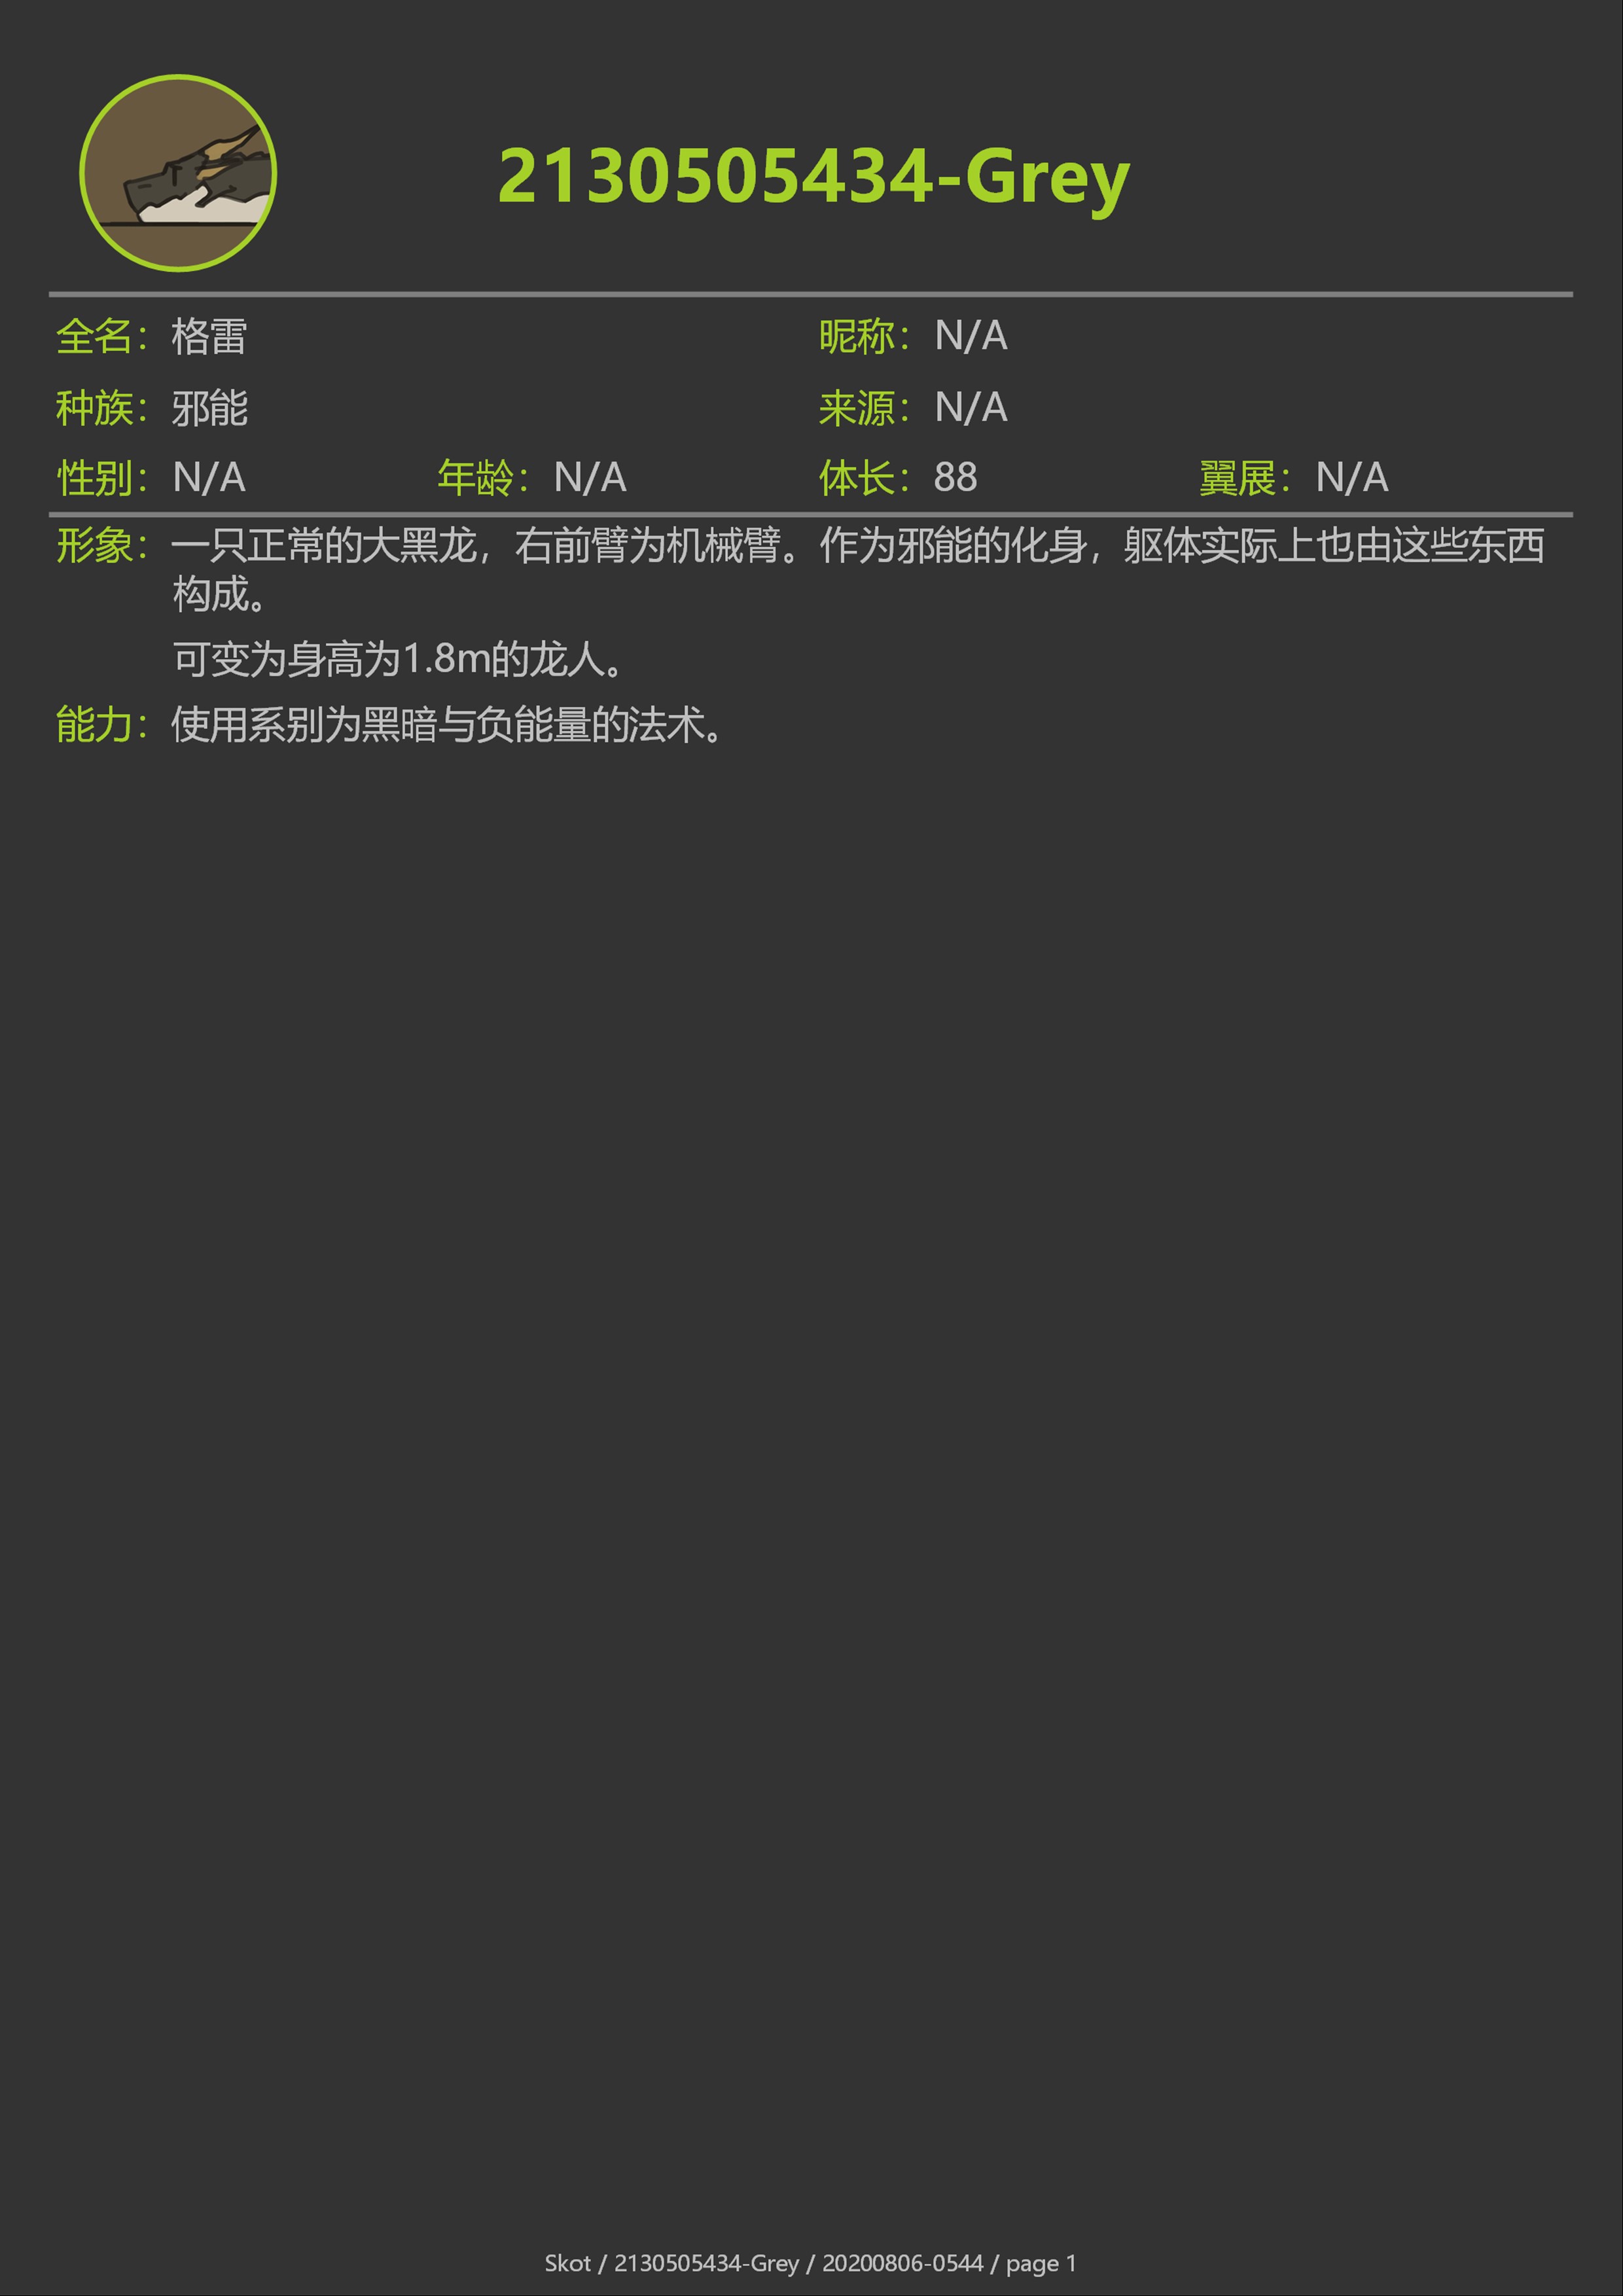 2130505434-Grey
全名： 格雷 昵称： N/A
种族： 邪能 来源： N/A
性别： N/A 年龄： N/A 体长： 88 翼展： N/A
形象： 一只正常的大黑龙，右前臂为机械臂。作为邪能的化身，躯体实际上也由这些东西
构成。
可变为身高为1.8m的龙人。
能力： 使用系别为黑暗与负能量的法术。
Skot / 2130505434-Grey / 20200806-0544 / page 1